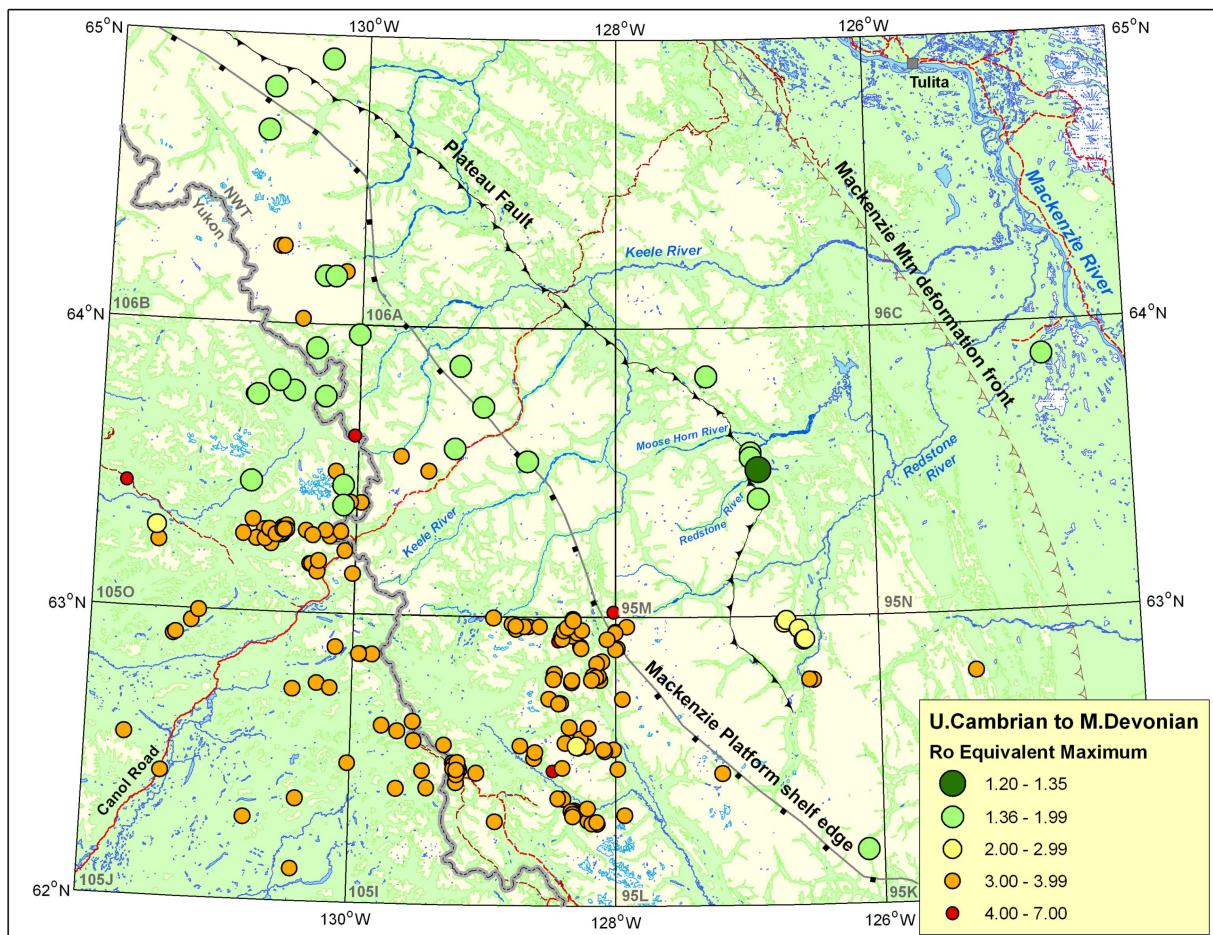 65°N
130°W
128°W
126°W
65°N
Tulita
Plateau Fault
Mackenzie Mtn deformation front
Mackenzie River
NWT
Yukon
Keele River
106B
106A
96C
64°N
64°N
Moose Horn River
Redstone River
Redstone River
Keele River
105O
95M
95N
63°N
63°N
Mackenzie Platform shelf edge
Canol Road
62°N
105J
105I
95L
95K
130°W
128°W
126°W
U.Cambrian to M.Devonian
Ro Equivalent Maximum
1.20 - 1.35
1.36 - 1.99
2.00 - 2.99
3.00 - 3.99
4.00 - 7.00